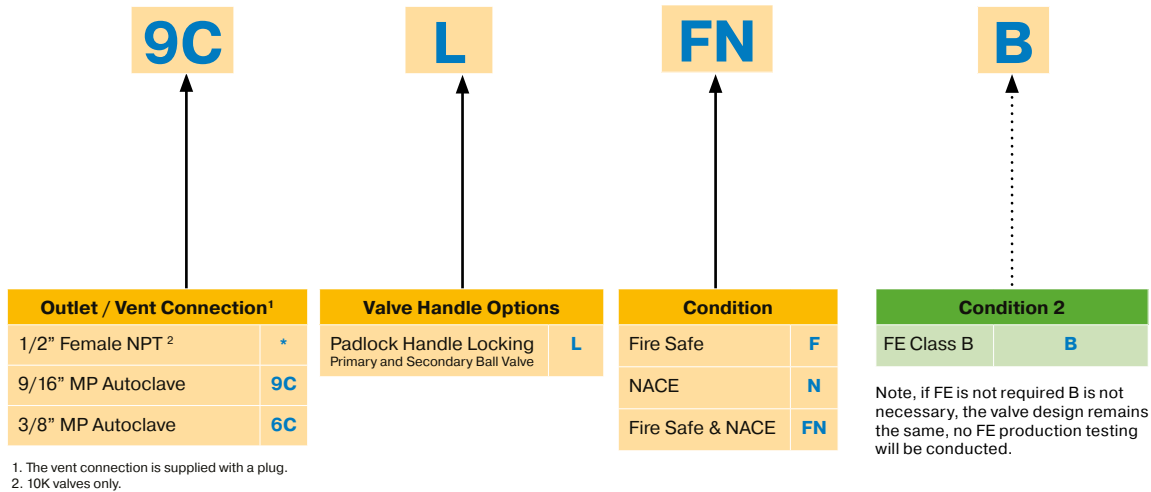 9C
L
FN
B
Outlet / Vent Connection¹
1/2” Female NPT ²
*
9/16” MP Autoclave
9C
3/8” MP Autoclave
6C
1. The vent connection is supplied with a plug.
2. 10K valves only.
Valve Handle Options
Padlock Handle Locking
Primary and Secondary Ball Valve
L
Condition
Fire Safe
F
NACE
N
Fire Safe & NACE
FN
Condition 2
FE Class B
B
Note, if FE is not required B is not
necessary, the valve design remains
the same, no FE production testing
will be conducted.